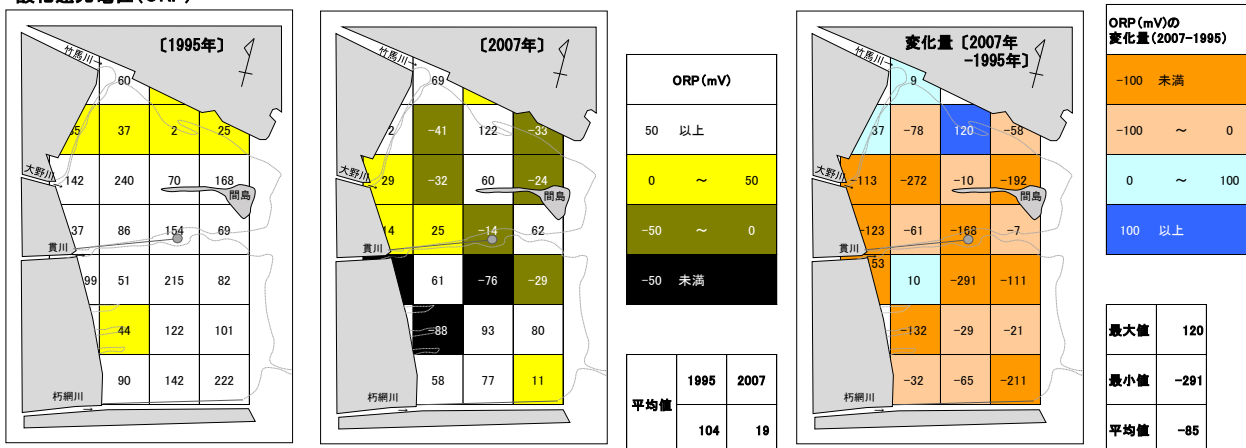 酸化還元電位(ORP)
〔1995年〕
竹馬川
60
37 2 25
大野川
142 240 70 168
間島
37 86 154 69
貫川
99 51 215 82
44 122 101
90 142 222
朽網川
〔2007年〕
竹馬川
69
2 -41 122 -33
大野川
29 -32 60 -24
間島
14 25 -14 62
貫川
61 -76 -29
-88 93 80
58 77 11
朽網川
ORP(mV)
50 以上
0 ~ 50
-50 ~ 0
-50 未満
1995 2007
平均値
104 19
変化量〔2007年
-1995年〕
竹馬川
9
37 -78 120 -58
大野川
-113 -272 -10 -192
間島
-123 -61 -168 -7
貫川
53 10 -291 -111
-132 -29 -21
-32 -65 -211
朽網川
ORP(mV)の
変化量(2007-1995)
-100 未満
-100 ~ 0
0 ~ 100
100 以上
最大値 120
最小値 -291
平均値 -85